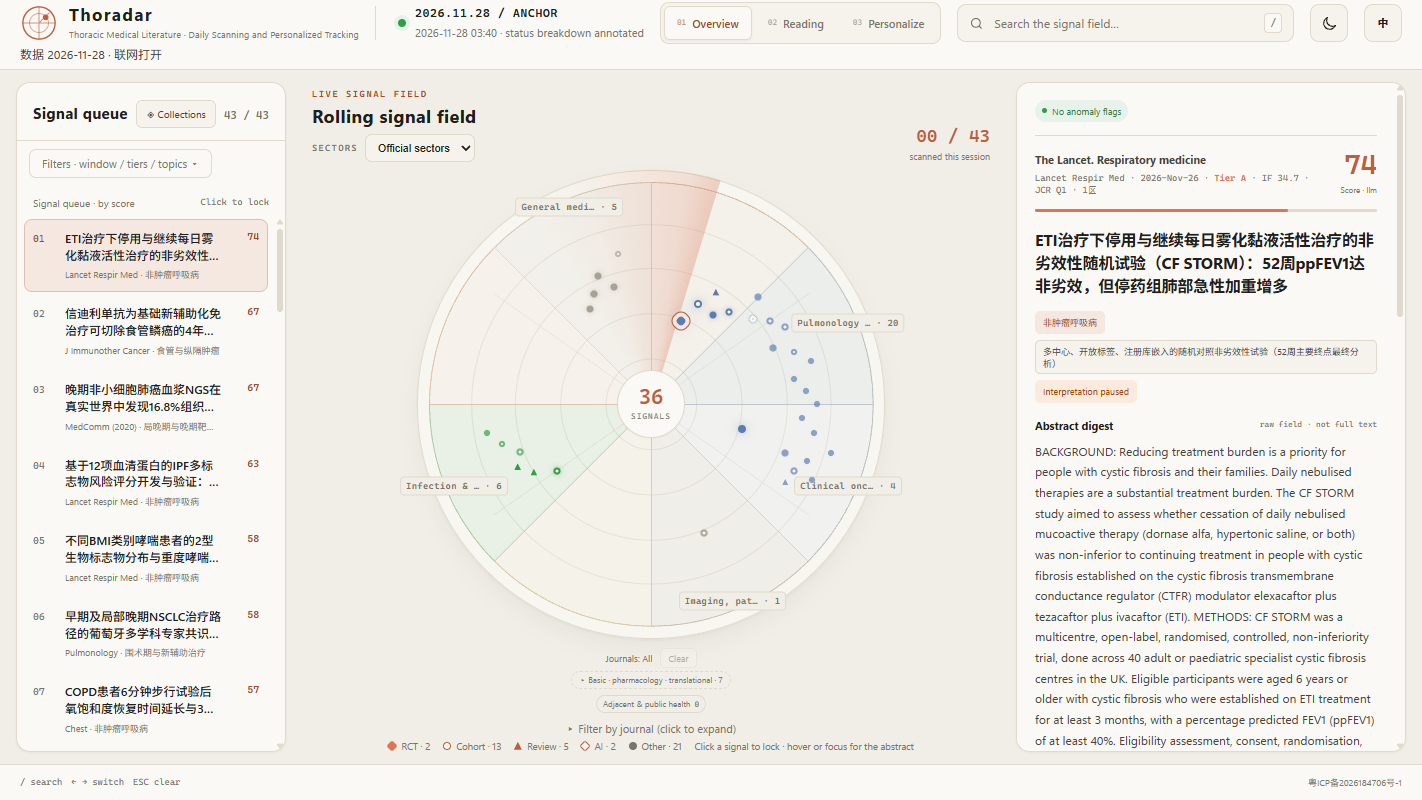 Thoradar
Thoracic Medical Literature · Daily Scanning and Personalized Tracking
数据 2026-11-28 · 联网打开
2026.11.28 / ANCHOR
2026-11-28 03:40 · status breakdown annotated
01 Overview
02 Reading
03 Personalize
Search the signal field...
/
中
Signal queue
◈ Collections
43 / 43
Filters · window / tiers / topics
Signal queue · by score
Click to lock
01
ETI治疗下停用与继续每日雾
化黏液活性治疗的非劣效性...
74
Lancet Respir Med · 非肿瘤呼吸病
02
信迪利单抗为基础新辅助化免
治疗可切除食管鳞癌的4年...
67
J Immunother Cancer · 食管与纵隔肿瘤
03
晚期非小细胞肺癌血浆NGS在
真实世界中发现16.8%组织...
67
MedComm (2020) · 局晚期与晚期靶...
04
基于12项血清蛋白的IPF多标
志物风险评分开发与验证：...
63
Lancet Respir Med · 非肿瘤呼吸病
05
不同BMI类别哮喘患者的2型
生物标志物分布与重度哮喘...
58
Lancet Respir Med · 非肿瘤呼吸病
06
早期及局部晚期NSCLC治疗路
径的葡萄牙多学科专家共识...
58
Pulmonology · 围术期与新辅助治疗
07
COPD患者6分钟步行试验后
氧饱和度恢复时间延长与3...
57
Chest · 非肿瘤呼吸病
LIVE SIGNAL FIELD
Rolling signal field
SECTORS
Official sectors
00 / 43
scanned this session
General medi… · 5
Pulmonology … · 20
36
SIGNALS
Infection & … · 6
Clinical onc… · 4
Imaging, pat… · 1
Journals: All
Clear
Basic · pharmacology · translational · 7
Adjacent & public health 0
Filter by journal (click to expand)
RCT · 2
Cohort · 13
Review · 5
AI · 2
Other · 21
Click a signal to lock · hover or focus for the abstract
No anomaly flags
The Lancet. Respiratory medicine
Lancet Respir Med · 2026-Nov-26 · Tier A · IF 34.7 ·
JCR Q1 · 1区
74
Score · llm
ETI治疗下停用与继续每日雾化黏液活性治疗的非
劣效性随机试验（CF STORM）：52周ppFEV1达
非劣效，但停药组肺部急性加重增多
非肿瘤呼吸病
多中心、开放标签、注册库嵌入的随机对照非劣效性试验（52周主要终点最终分
析）
Interpretation paused
Abstract digest
raw field · not full text
BACKGROUND: Reducing treatment burden is a priority for
people with cystic fibrosis and their families. Daily nebulised
therapies are a substantial treatment burden. The CF STORM
study aimed to assess whether cessation of daily nebulised
mucoactive therapy (dornase alfa, hypertonic saline, or both)
was non-inferior to continuing treatment in people with cystic
fibrosis established on the cystic fibrosis transmembrane
conductance regulator (CTFR) modulator elexacaftor plus
tezacaftor plus ivacaftor (ETI). METHODS: CF STORM was a
multicentre, open-label, randomised, controlled, non-inferiority
trial, done across 40 adult or paediatric specialist cystic fibrosis
centres in the UK. Eligible participants were aged 6 years or
older with cystic fibrosis who were established on ETI treatment
for at least 3 months, with a percentage predicted FEV1 (ppFEV1)
of at least 40%. Eligibility assessment, consent, randomisation,
/ search
← → switch
ESC clear
粤ICP备2026184706号-1